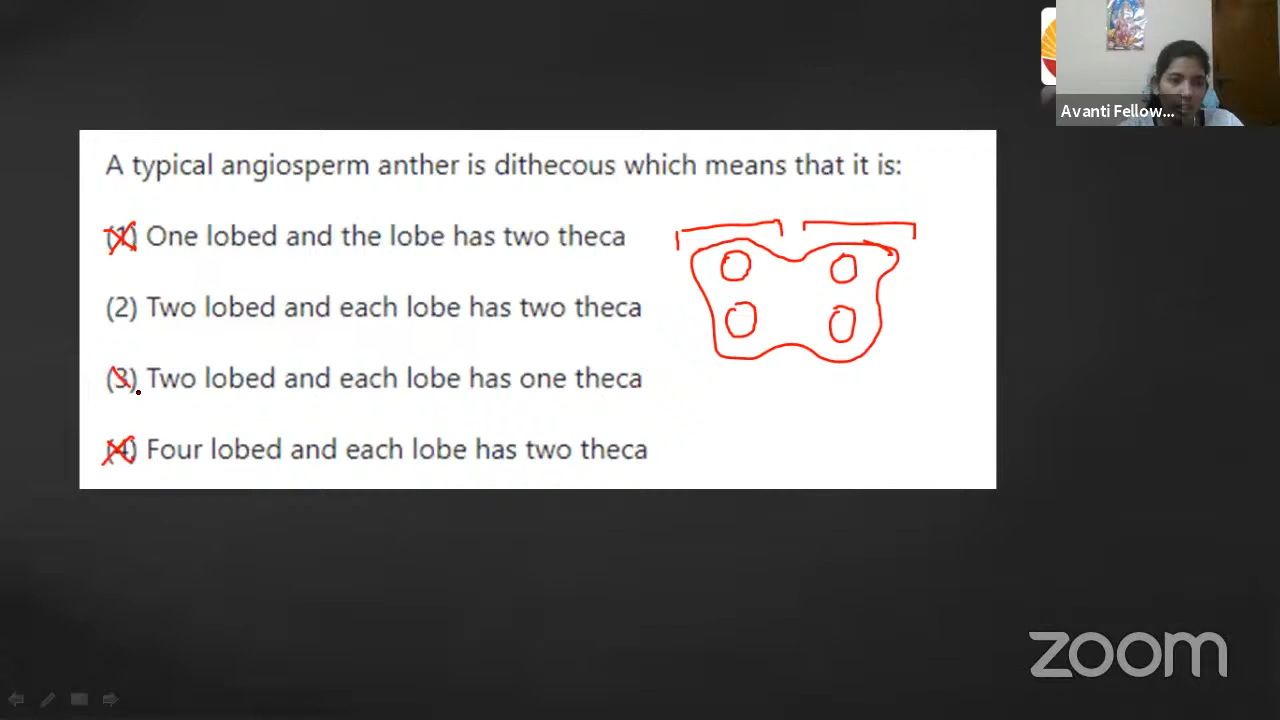 Avanti Fellow...
A typical angiosperm anther is dithecous which means that it is:
(1) One lobed and the lobe has two theca
(2) Two lobed and each lobe has two theca
(3) Two lobed and each lobe has one theca
(4) Four lobed and each lobe has two theca
zoom